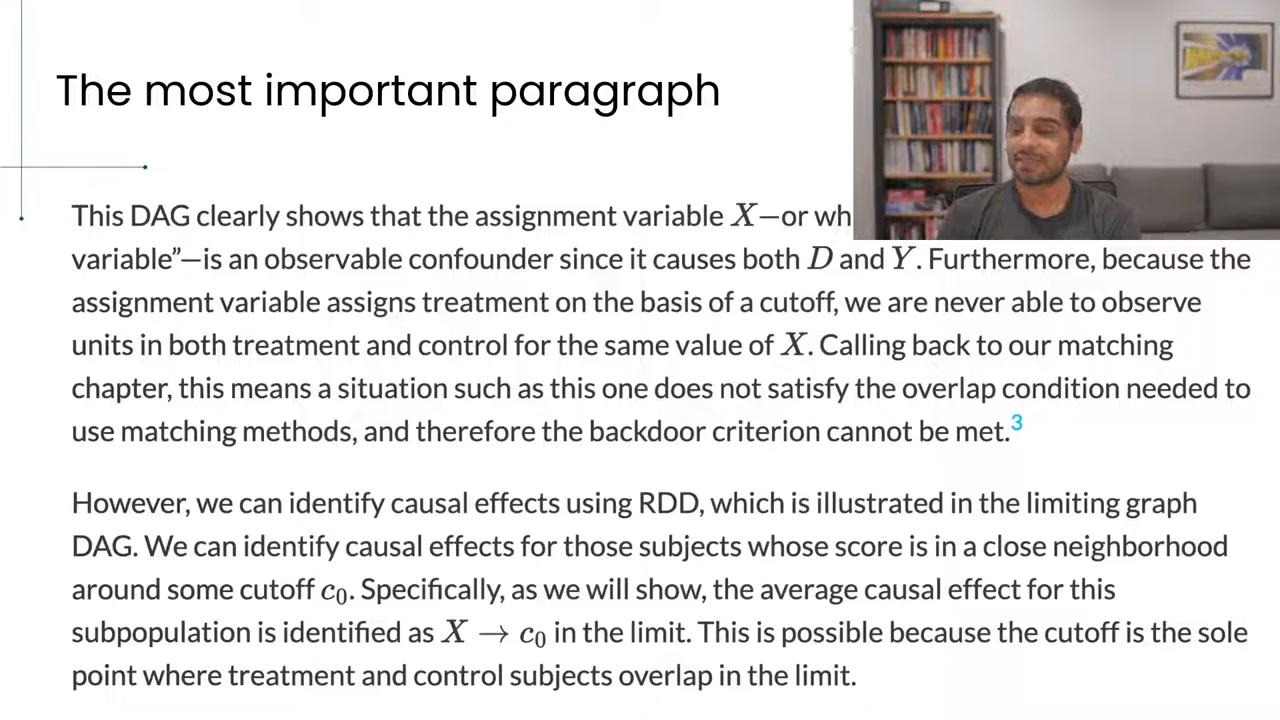 The most important paragraph
This DAG clearly shows that the assignment variable X—or wh
variable”—is an observable confounder since it causes both D and Y. Furthermore, because the
assignment variable assigns treatment on the basis of a cutoff, we are never able to observe
units in both treatment and control for the same value of X. Calling back to our matching
chapter, this means a situation such as this one does not satisfy the overlap condition needed to
use matching methods, and therefore the backdoor criterion cannot be met.³
However, we can identify causal effects using RDD, which is illustrated in the limiting graph
DAG. We can identify causal effects for those subjects whose score is in a close neighborhood
around some cutoff c₀. Specifically, as we will show, the average causal effect for this
subpopulation is identified as X → c₀ in the limit. This is possible because the cutoff is the sole
point where treatment and control subjects overlap in the limit.